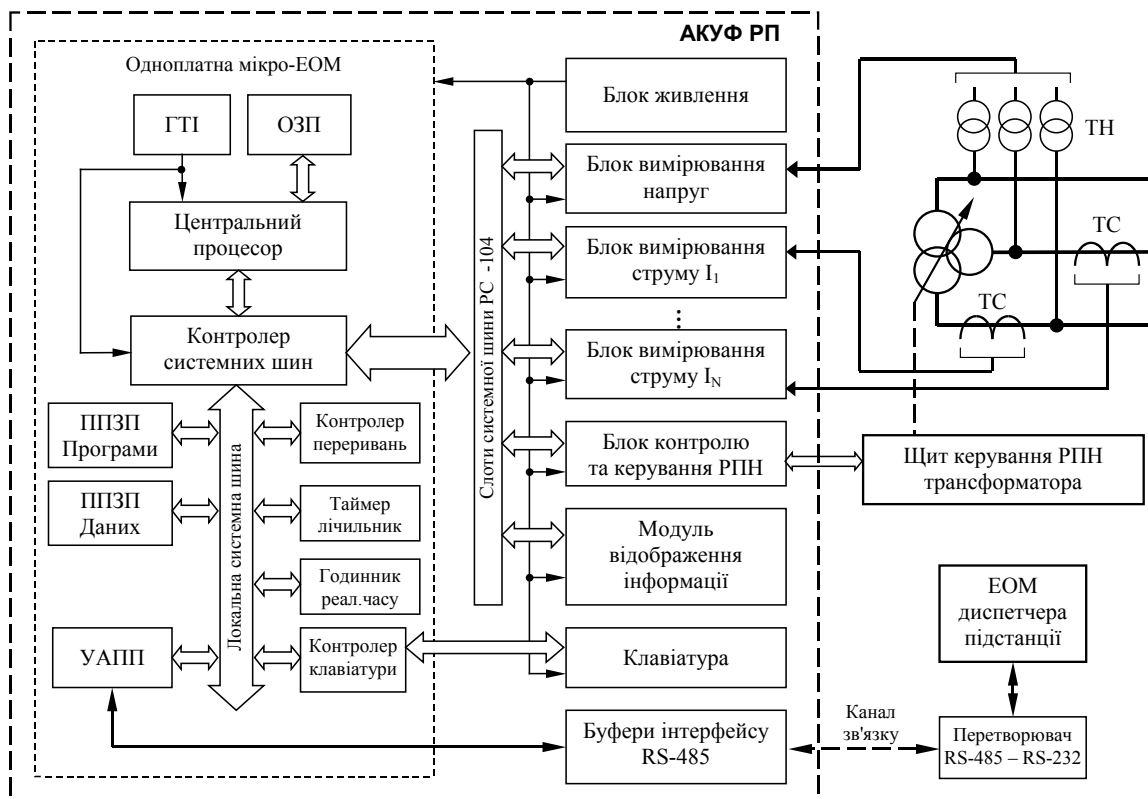 АКУФ РП
Одноплатна мікро-ЕОМ
ГТІ
ОЗП
Центральний
процесор
Контролер
системних шин
ППЗП
Програми
ППЗП
Даних
УАПП
Локальна системна шина
Контролер
переривань
Таймер
лічильник
Годинник
реал.часу
Контролер
клавіатури
Слоти системної шини PC -104
Блок живлення
Блок вимірювання
напруг
Блок вимірювання
струму I1
...
Блок вимірювання
струму IN
Блок контролю
та керування РПН
Модуль
відображення
інформації
Клавіатура
Буфери інтерфейсу
RS-485
ТН
ТС
ТС
Щит керування РПН
трансформатора
ЕОМ
диспетчера
підстанції
Канал
зв'язку
Перетворювач
RS-485 – RS-232